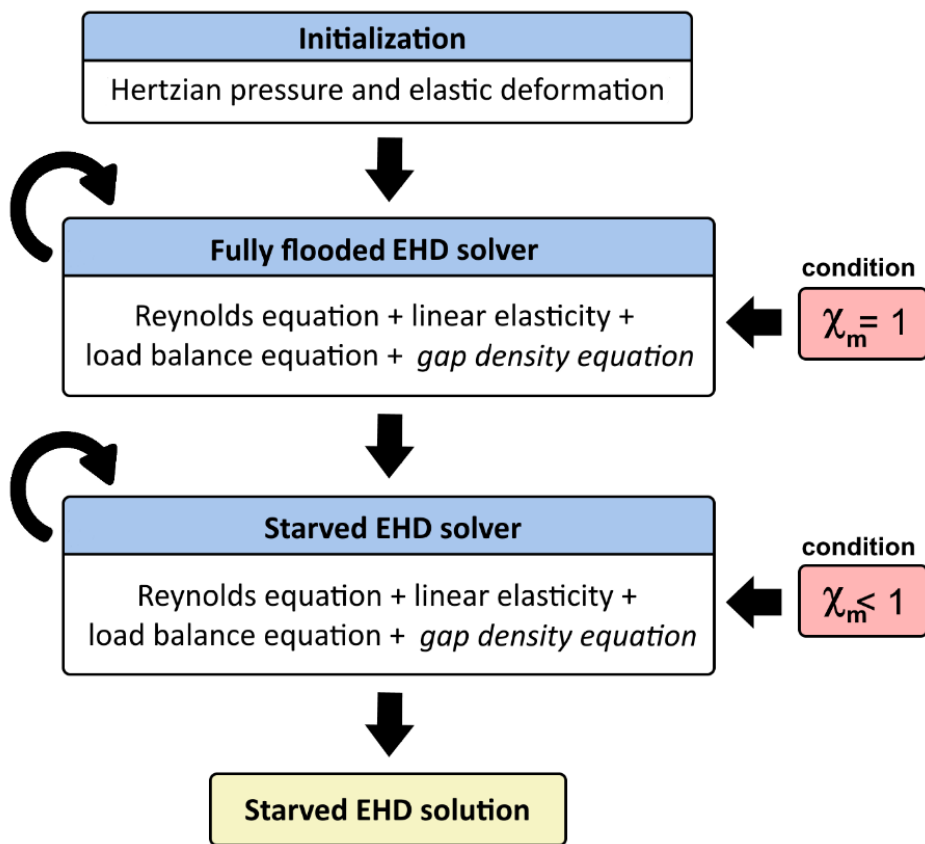 Initialization
Hertzian pressure and elastic deformation
Fully flooded EHD solver
Reynolds equation + linear elasticity +
load balance equation + gap density equation
condition
χm = 1
Starved EHD solver
Reynolds equation + linear elasticity +
load balance equation + gap density equation
condition
χm < 1
Starved EHD solution